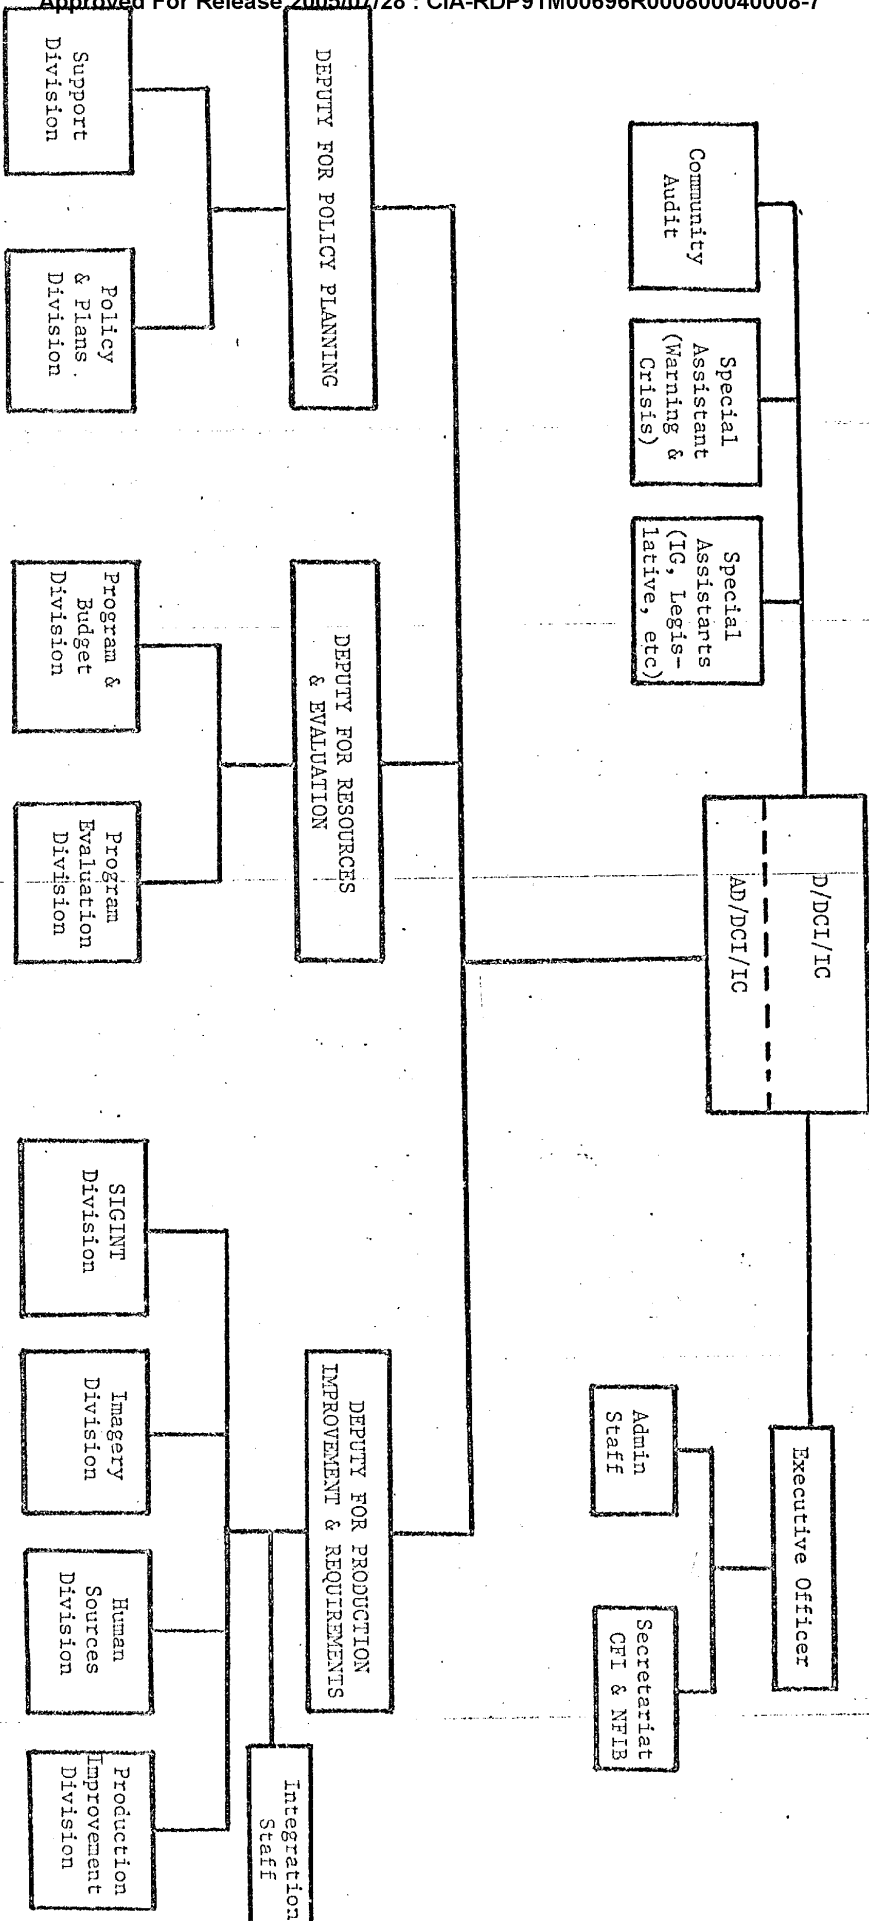 Approved For Release 2005/07/28 : CIA-RDP91M00696R000800040008-7
D/DCI/IC
AD/DCI/IC
Community
Audit
Special
Assistant
(Warning &
Crisis)
Special
Assistarts
(IG, Legis-
lative, etc)
Executive Officer
Admin
Staff
Secretariat
CFI & NFIB
DEPUTY FOR POLICY PLANNING
DEPUTY FOR RESOURCES
& EVALUATION
DEPUTY FOR PRODUCTION
IMPROVEMENT & REQUIREMENTS
Integration
Staff
Support
Division
Policy
& Plans
Division
Program &
Budget
Division
Program
Evaluation
Division
SIGINT
Division
Imagery
Division
Human
Sources
Division
Production
Improvement
Division